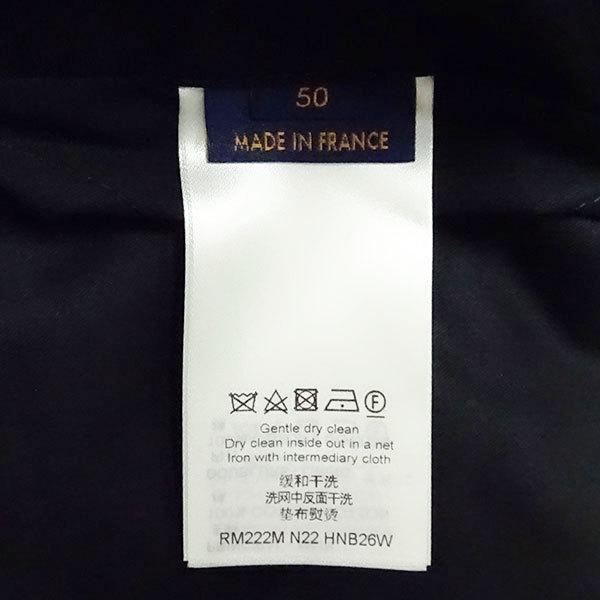 50
MADE IN FRANCE
F
Gentle dry clean
Dry clean inside out in a net
Iron with intermediary cloth
缓和干洗
洗网中反面干洗
垫布熨烫
RM222M N22 HNB26W